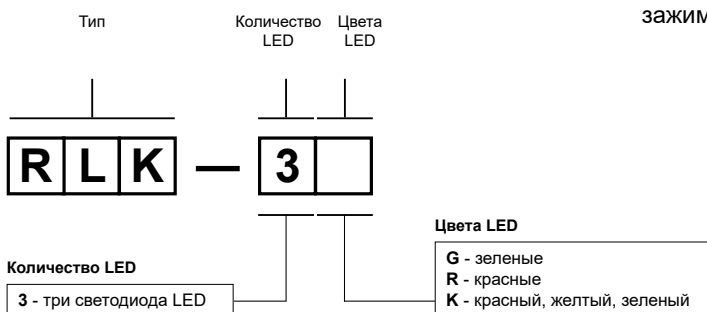 зажим
Тип
Количество LED
Цвета LED
RLK — 3
Цвета LED
G - зеленые
R - красные
K - красный, желтый, зеленый
Количество LED
3 - три светодиода LED